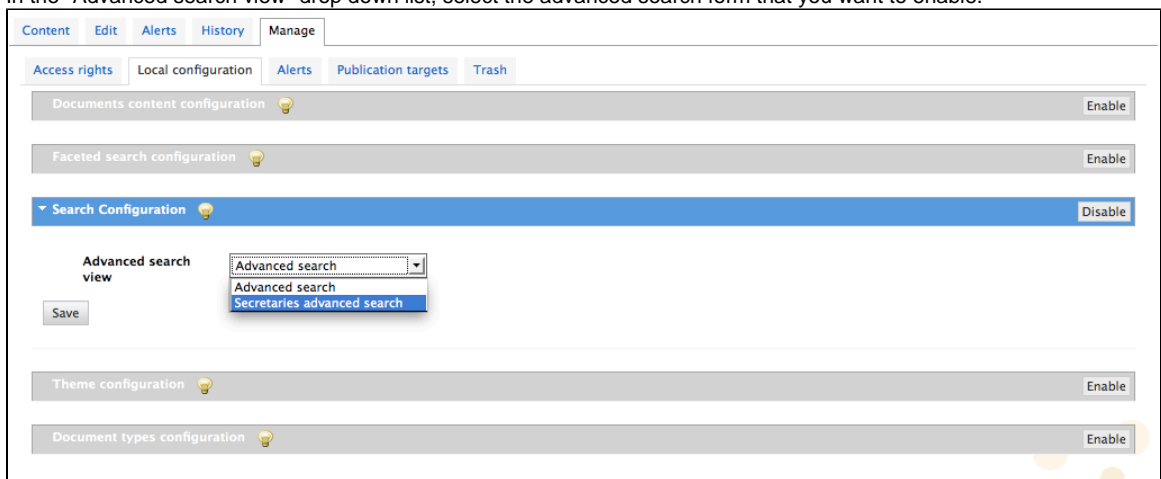 In the "Advanced search view" drop down list, select the advanced search form that you want to enable.
Content Edit Alerts History Manage
Access rights Local configuration Alerts Publication targets Trash
Documents content configuration Enable
Faceted search configuration Enable
Search Configuration Disable
Advanced search
view
Advanced search
Advanced search
Secretaries advanced search
Save
Theme configuration Enable
Document types configuration Enable